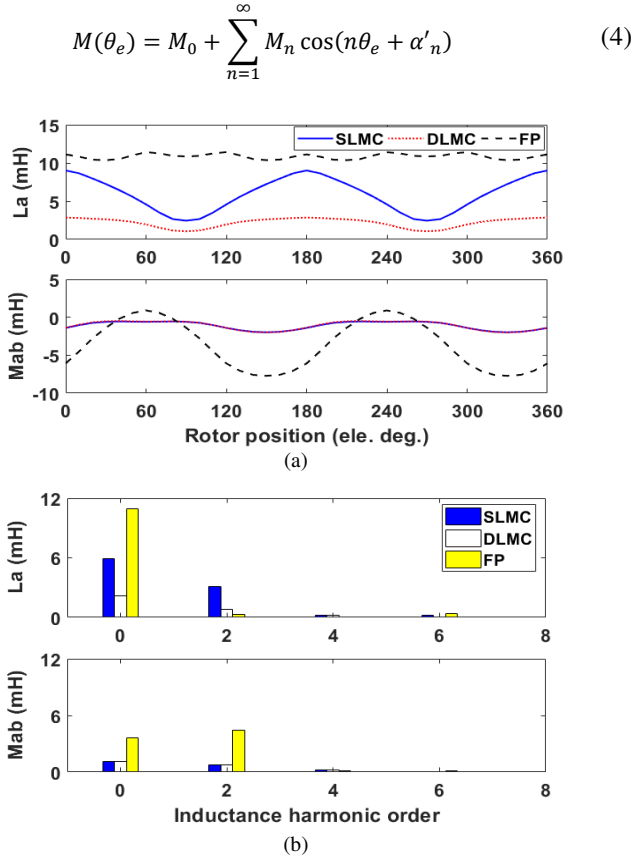 M(θₑ) = M₀ + ∑ₙ₌₁^∞ Mₙ cos(nθₑ + α′ₙ) (4)
15
10
5
0
La (mH)
SLMC DLMC FP
0 60 120 180 240 300 360
5
0
-5
-10
Mab (mH)
0 60 120 180 240 300 360
Rotor position (ele. deg.)
(a)
12
6
0
La (mH)
SLMC
DLMC
FP
0 2 4 6 8
12
6
0
Mab (mH)
0 2 4 6 8
Inductance harmonic order
(b)